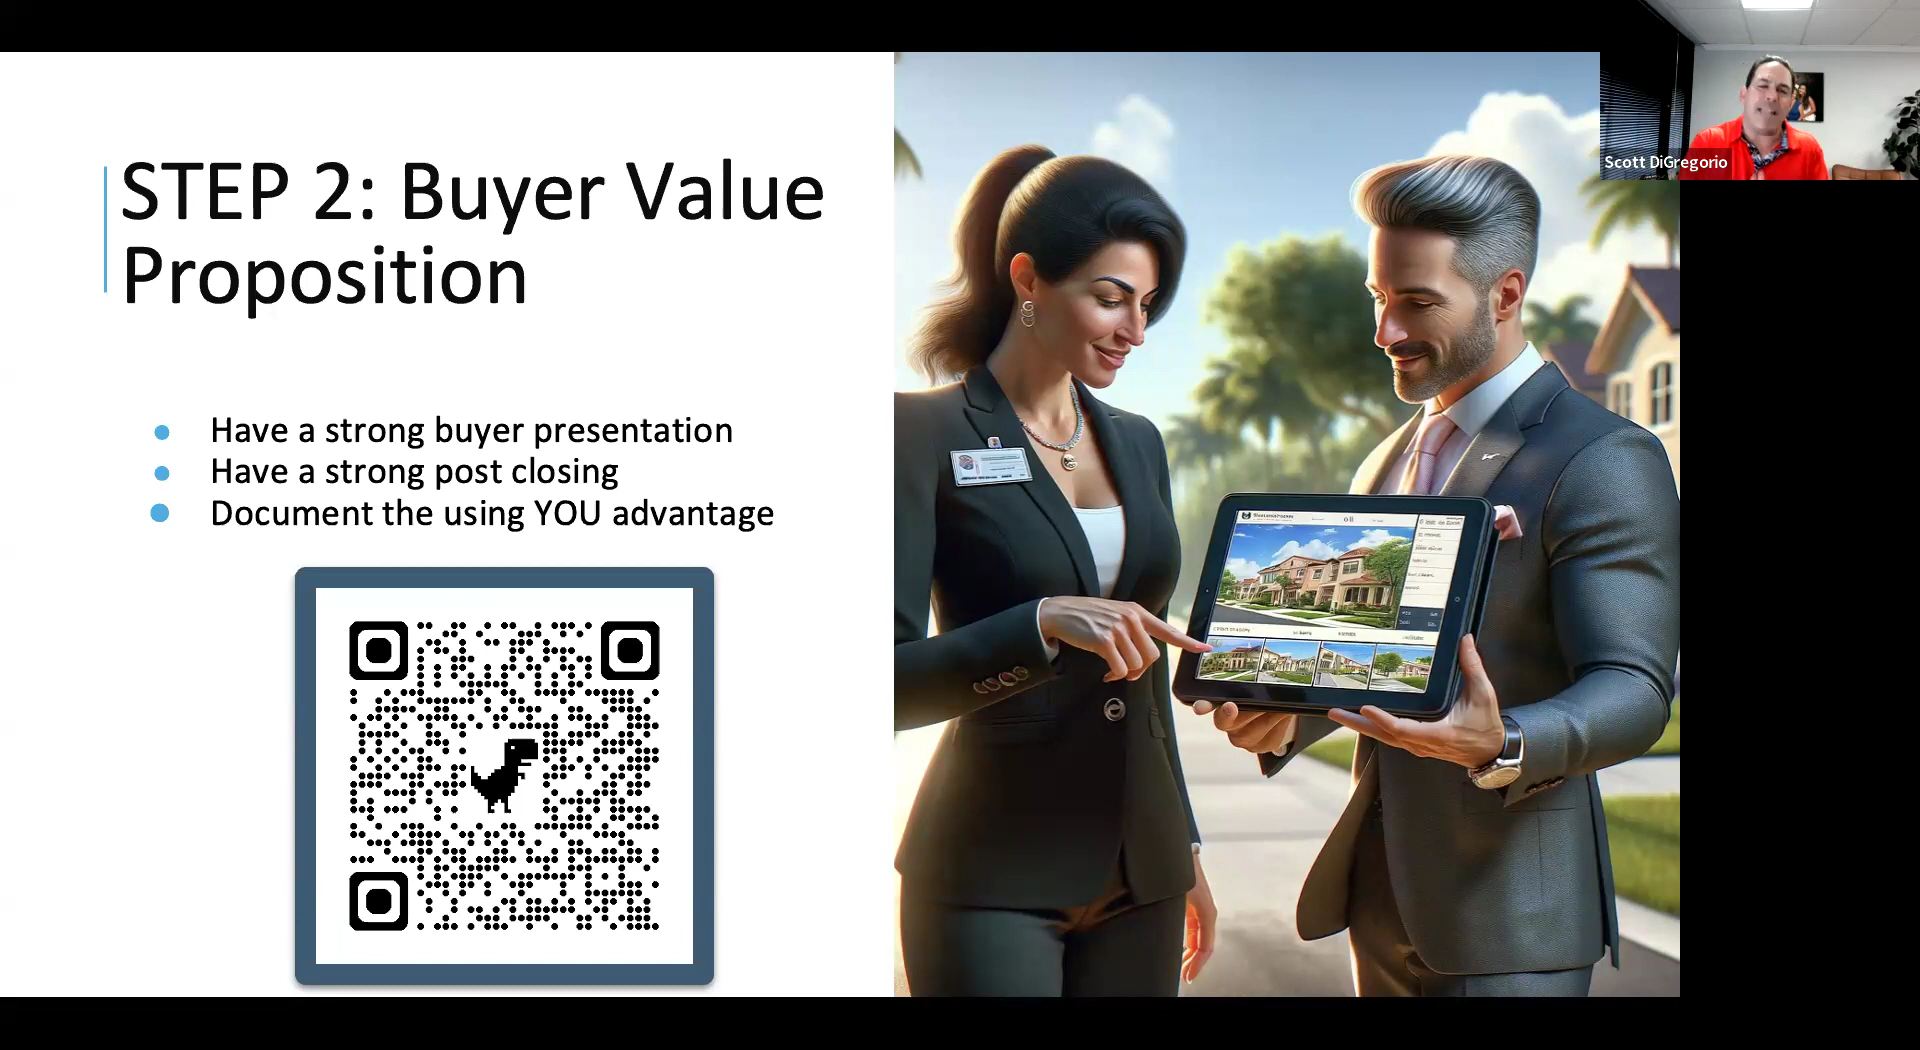 STEP 2: Buyer Value
Proposition
Have a strong buyer presentation
Have a strong post closing
Document the using YOU advantage
Scott DiGregorio